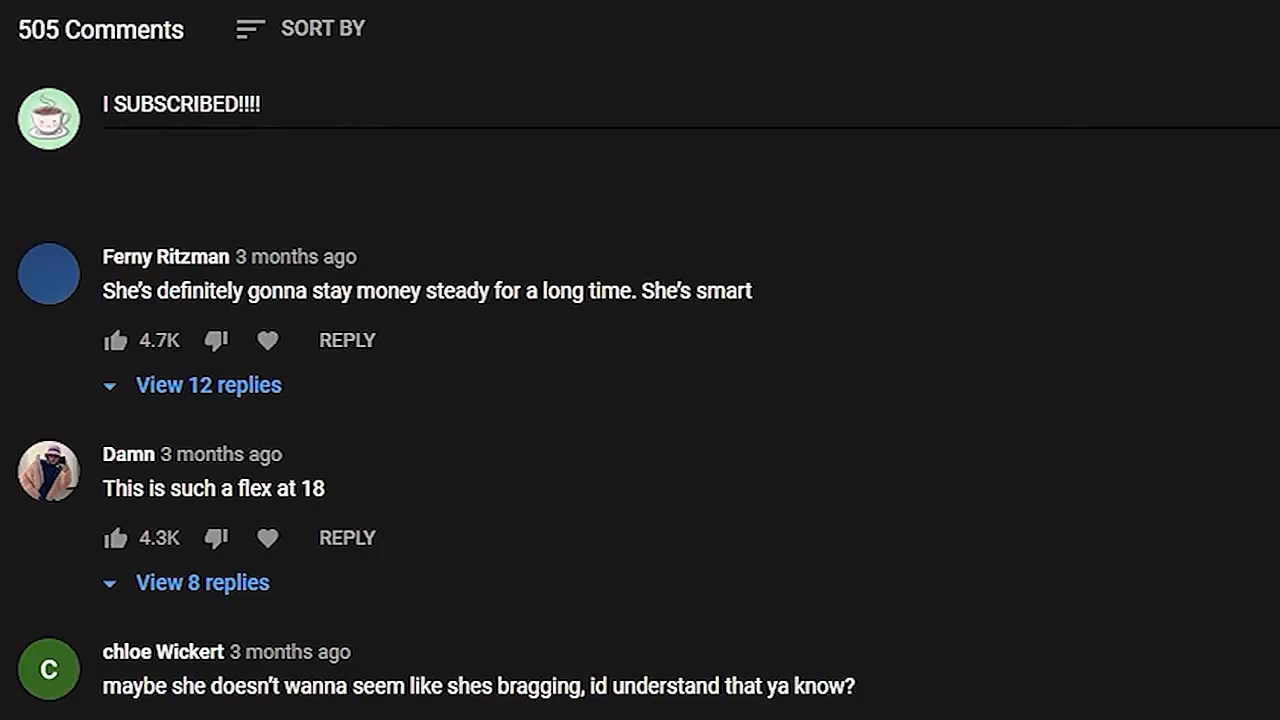 505 Comments
SORT BY
I SUBSCRIBED!!!!
Ferny Ritzman 3 months ago
She's definitely gonna stay money steady for a long time. She's smart
4.7K
REPLY
View 12 replies
Damn 3 months ago
This is such a flex at 18
4.3K
REPLY
View 8 replies
C
chloe Wickert 3 months ago
maybe she doesn't wanna seem like shes bragging, id understand that ya know?